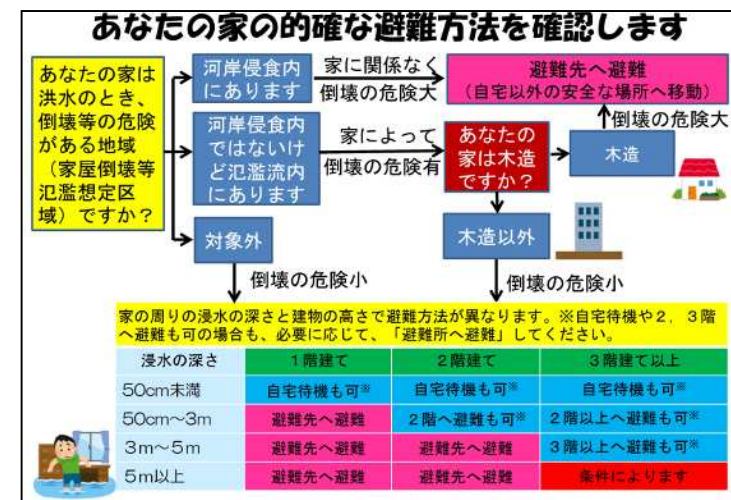 あなたの家の的確な避難方法を確認します
あなたの家は
洪水のとき、
倒壊等の危険
がある地域
（家屋倒壊等
氾濫想定区
域）ですか？
河岸侵食内
にあります
家に関係なく
倒壊の危険大
避難先へ避難
（自宅以外の安全な場所へ移動）
河岸侵食内
ではないけ
ど氾濫流内
にあります
家によって
倒壊の危険有
あなたの
家は木造
ですか？
木造
倒壊の危険大
対象外
木造以外
倒壊の危険小
倒壊の危険小
家の周りの浸水の深さと建物の高さで避難方法が異なります。※自宅待機や２，３階
へ避難も可の場合も、必要に応じて、「避難所へ避難」してください。
浸水の深さ １階建て ２階建て ３階建て以上
50cm未満 自宅待機も可※ 自宅待機も可※ 自宅待機も可※
50cm～3m 避難先へ避難 ２階へ避難も可※ ２階以上へ避難も可※
3m～5m 避難先へ避難 避難先へ避難 ３階以上へ避難も可※
5m以上 避難先へ避難 避難先へ避難 条件によります